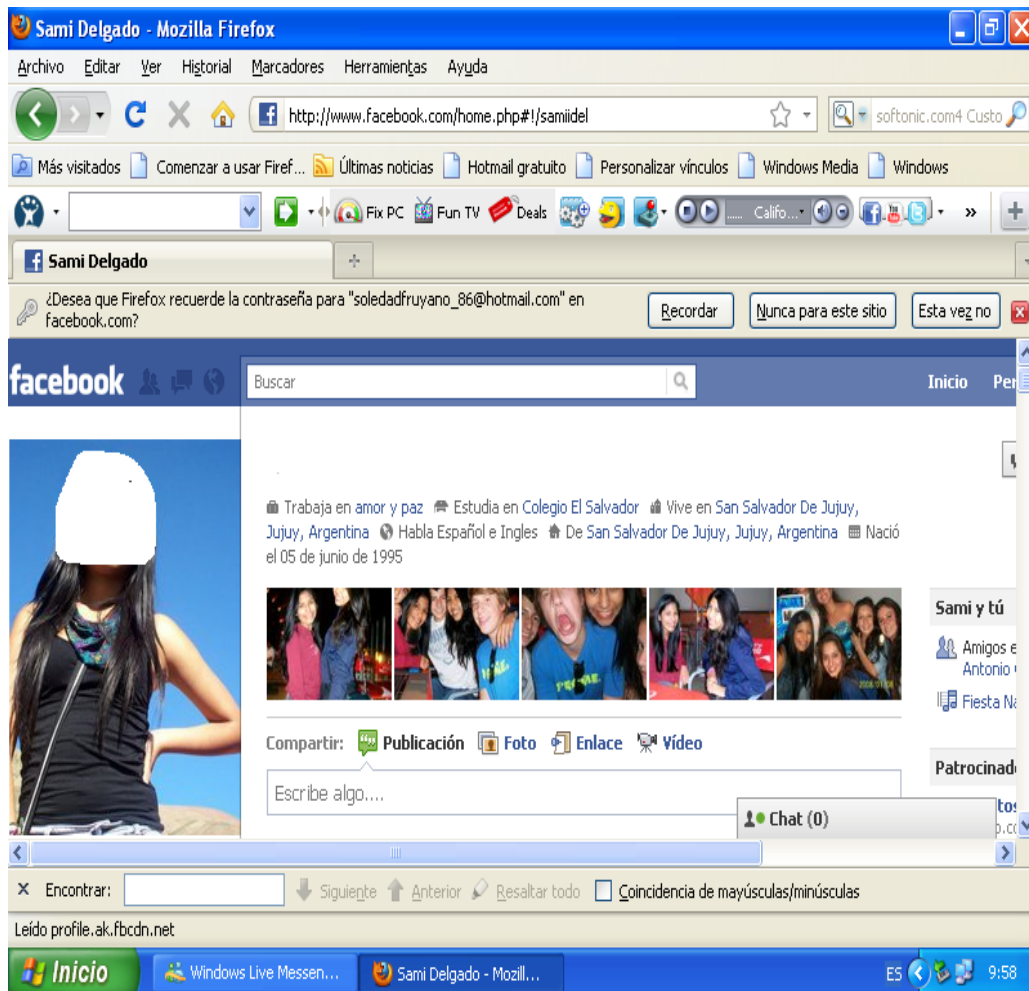 Sami Delgado - Mozilla Firefox
Archivo Editar Ver Historial Marcadores Herramientas Ayuda
http://www.facebook.com/home.php#!/samiidel
softonic.com4 Custo
Más visitados Comenzar a usar Firef... Últimas noticias Hotmail gratuito Personalizar vínculos Windows Media Windows
Fix PC Fun TV Deals ...... Califo... »
Sami Delgado
¿Desea que Firefox recuerde la contraseña para "soledadfruyano_86@hotmail.com" en
facebook.com?
Recordar Nunca para este sitio Esta vez no
facebook Buscar Inicio Per
Trabaja en amor y paz Estudia en Colegio El Salvador Vive en San Salvador De Jujuy,
Jujuy, Argentina Habla Español e Ingles De San Salvador De Jujuy, Jujuy, Argentina Nació
el 05 de junio de 1995
Sami y tú
Amigos e
Antonio
Fiesta Na
Compartir: Publicación Foto Enlace Vídeo
Escribe algo....
Patrocinad
tos
Chat (0)
Encontrar: Siguiente Anterior Resaltar todo Coincidencia de mayúsculas/minúsculas
Leído profile.ak.fbcdn.net
Inicio Windows Live Messen... Sami Delgado - Mozill... ES 9:58